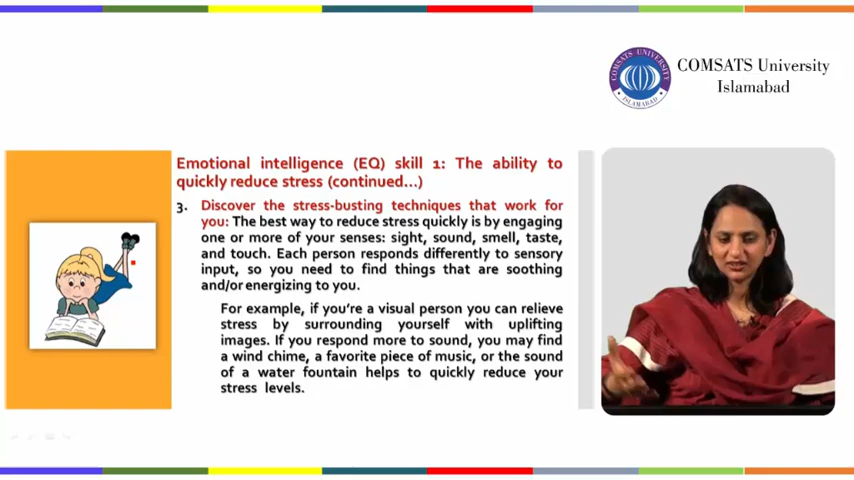 COMSATS UNIVERSITY
ISLAMABAD
COMSATS University
Islamabad
Emotional intelligence (EQ) skill 1: The ability to
quickly reduce stress (continued...)
3. Discover the stress-busting techniques that work for
you: The best way to reduce stress quickly is by engaging
one or more of your senses: sight, sound, smell, taste,
and touch. Each person responds differently to sensory
input, so you need to find things that are soothing
and/or energizing to you.
For example, if you're a visual person you can relieve
stress by surrounding yourself with uplifting
images. If you respond more to sound, you may find
a wind chime, a favorite piece of music, or the sound
of a water fountain helps to quickly reduce your
stress levels.